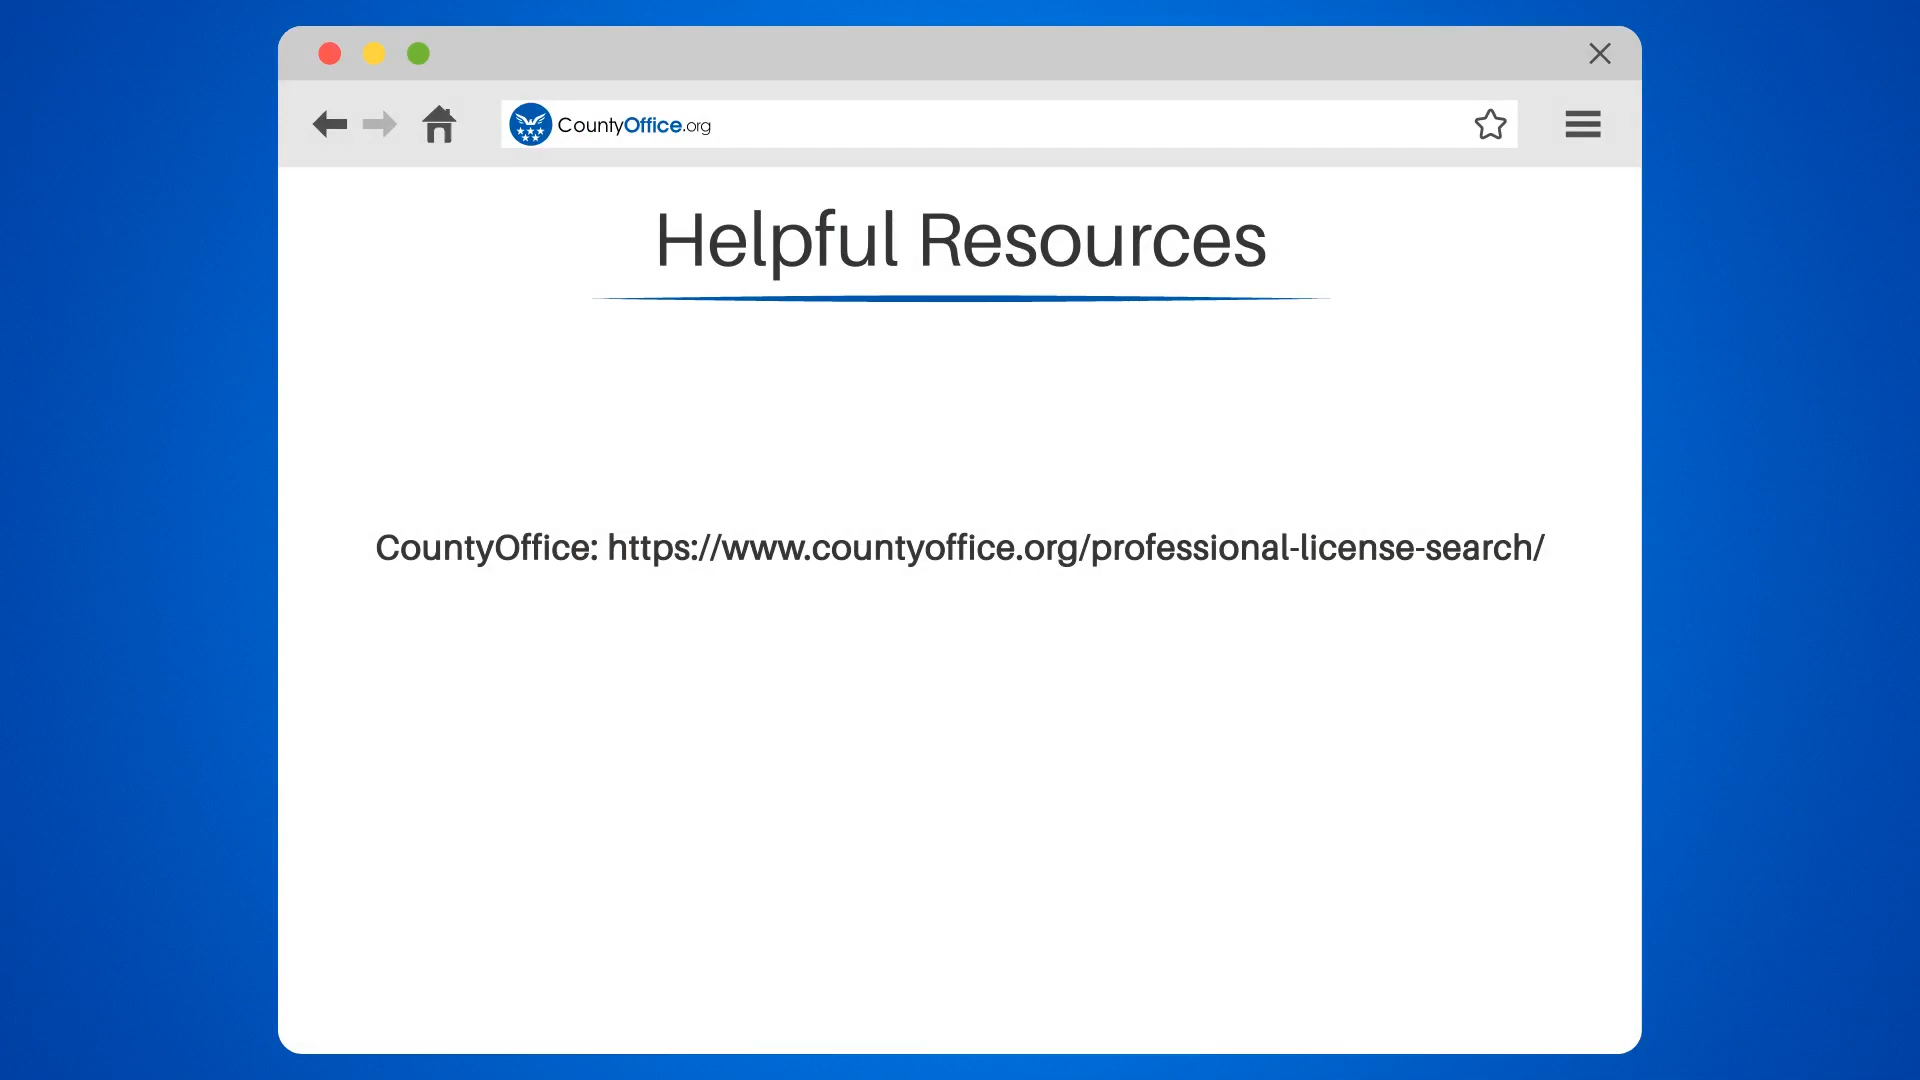 CountyOffice.org
Helpful Resources
CountyOffice: https://www.countyoffice.org/professional-license-search/